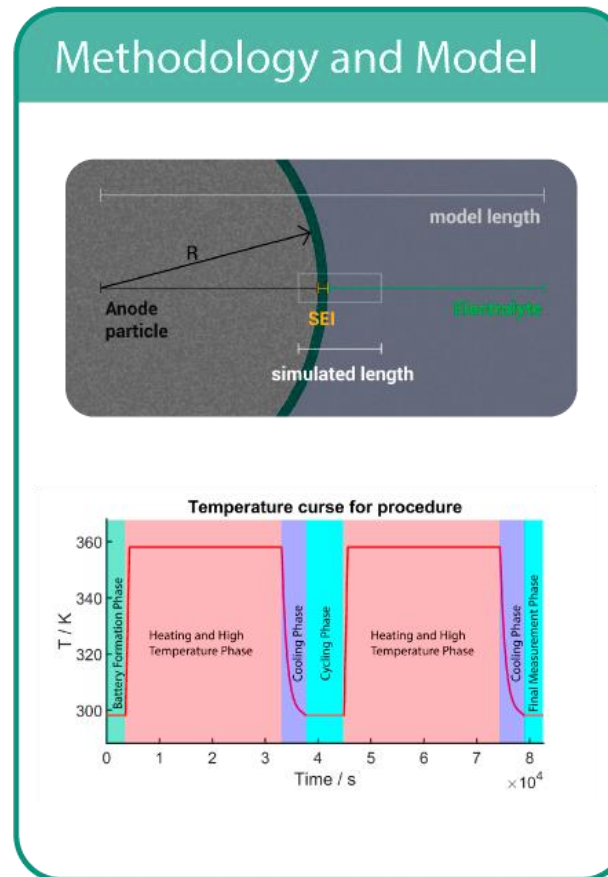 Methodology and Model
model length
R
Anode
particle
SEI
Electrolyte
simulated length
Temperature curve for procedure
T / K
360
340
320
300
Battery Formation Phase
Heating and High
Temperature Phase
Cooling Phase
Cycling Phase
Heating and High
Temperature Phase
Cooling Phase
Final Measurement Phase
0 1 2 3 4 5 6 7 8
Time / s
×10⁴